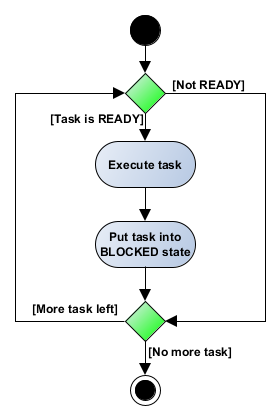 [Not READY]
[Task is READY]
Execute task
Put task into
BLOCKED state
[More task left]
[No more task]